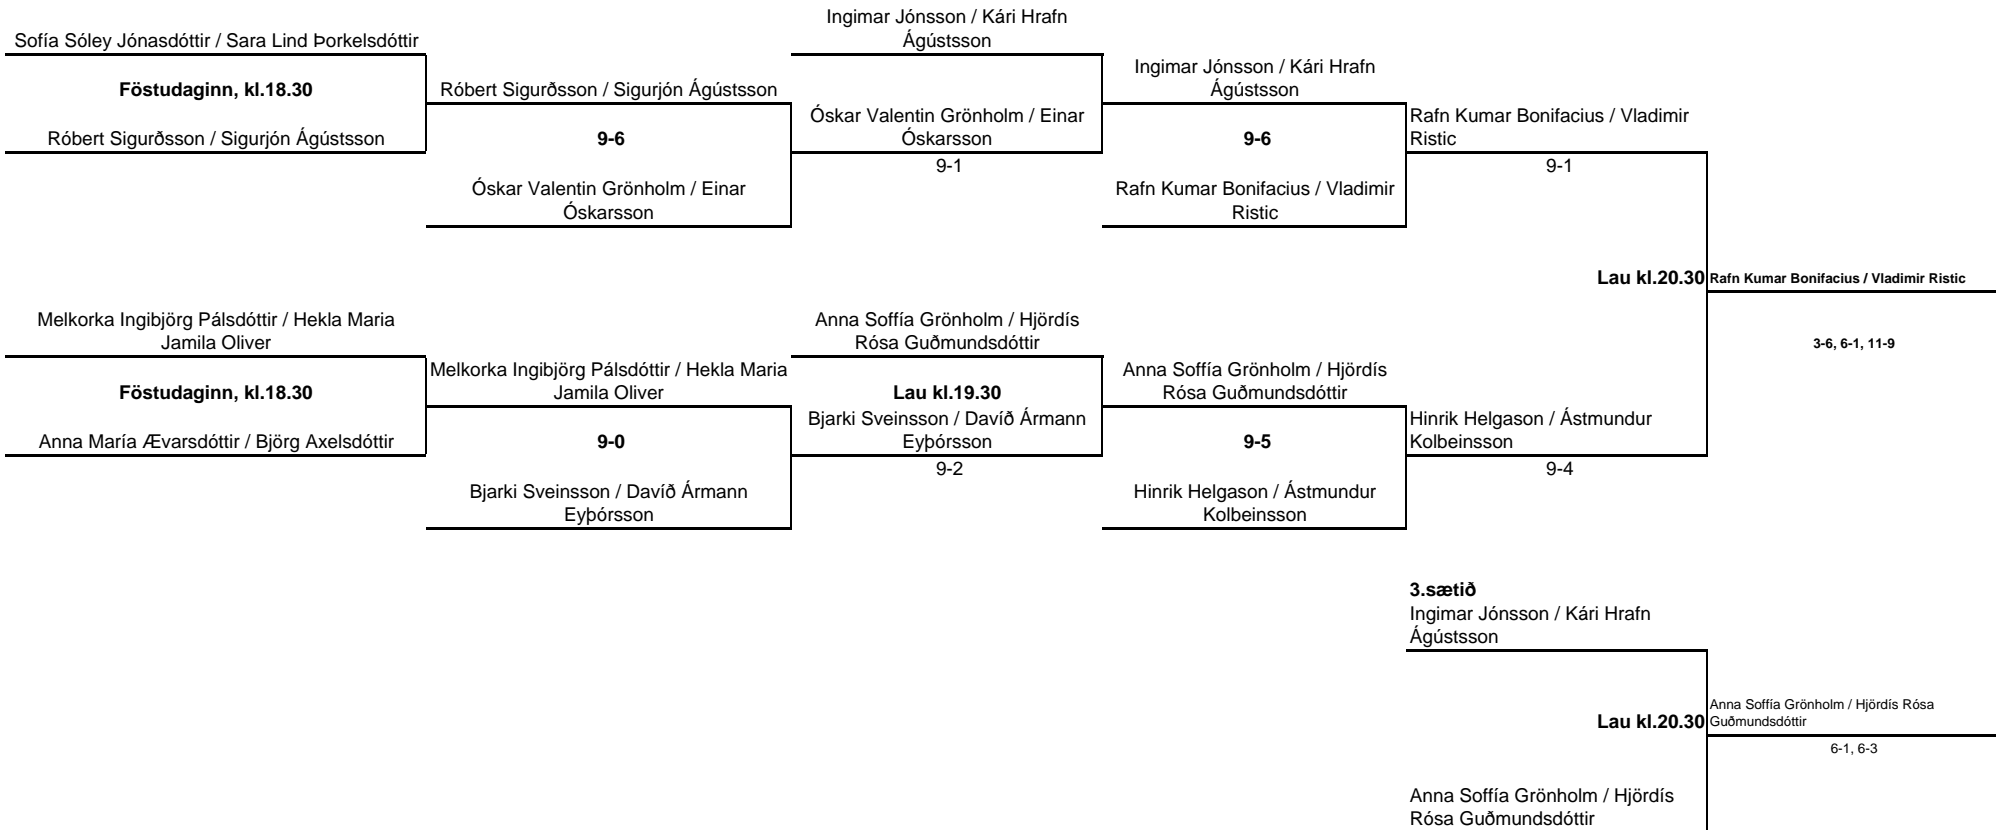 Sofía Sóley Jónasdóttir / Sara Lind Þorkelsdóttir
Föstudaginn, kl.18.30
Róbert Sigurðsson / Sigurjón Ágústsson
Melkorka Ingibjörg Pálsdóttir / Hekla Maria
Jamila Oliver
Föstudaginn, kl.18.30
Anna María Ævarsdóttir / Björg Axelsdóttir
Róbert Sigurðsson / Sigurjón Ágústsson
9-6
Óskar Valentin Grönholm / Einar
Óskarsson
Melkorka Ingibjörg Pálsdóttir / Hekla Maria
Jamila Oliver
9-0
Bjarki Sveinsson / Davíð Ármann
Eyþórsson
Ingimar Jónsson / Kári Hrafn
Ágústsson
Óskar Valentin Grönholm / Einar
Óskarsson
9-1
Anna Soffía Grönholm / Hjördís
Rósa Guðmundsdóttir
Lau kl.19.30
Bjarki Sveinsson / Davíð Ármann
Eyþórsson
9-2
Ingimar Jónsson / Kári Hrafn
Ágústsson
9-6
Rafn Kumar Bonifacius / Vladimir
Ristic
Anna Soffía Grönholm / Hjördís
Rósa Guðmundsdóttir
9-5
Hinrik Helgason / Ástmundur
Kolbeinsson
Rafn Kumar Bonifacius / Vladimir
Ristic
9-1
Lau kl.20.30
Hinrik Helgason / Ástmundur
Kolbeinsson
9-4
Rafn Kumar Bonifacius / Vladimir Ristic
3-6, 6-1, 11-9
3.sætið
Ingimar Jónsson / Kári Hrafn
Ágústsson
Lau kl.20.30
Anna Soffía Grönholm / Hjördís
Rósa Guðmundsdóttir
Anna Soffía Grönholm / Hjördís Rósa
Guðmundsdóttir
6-1, 6-3